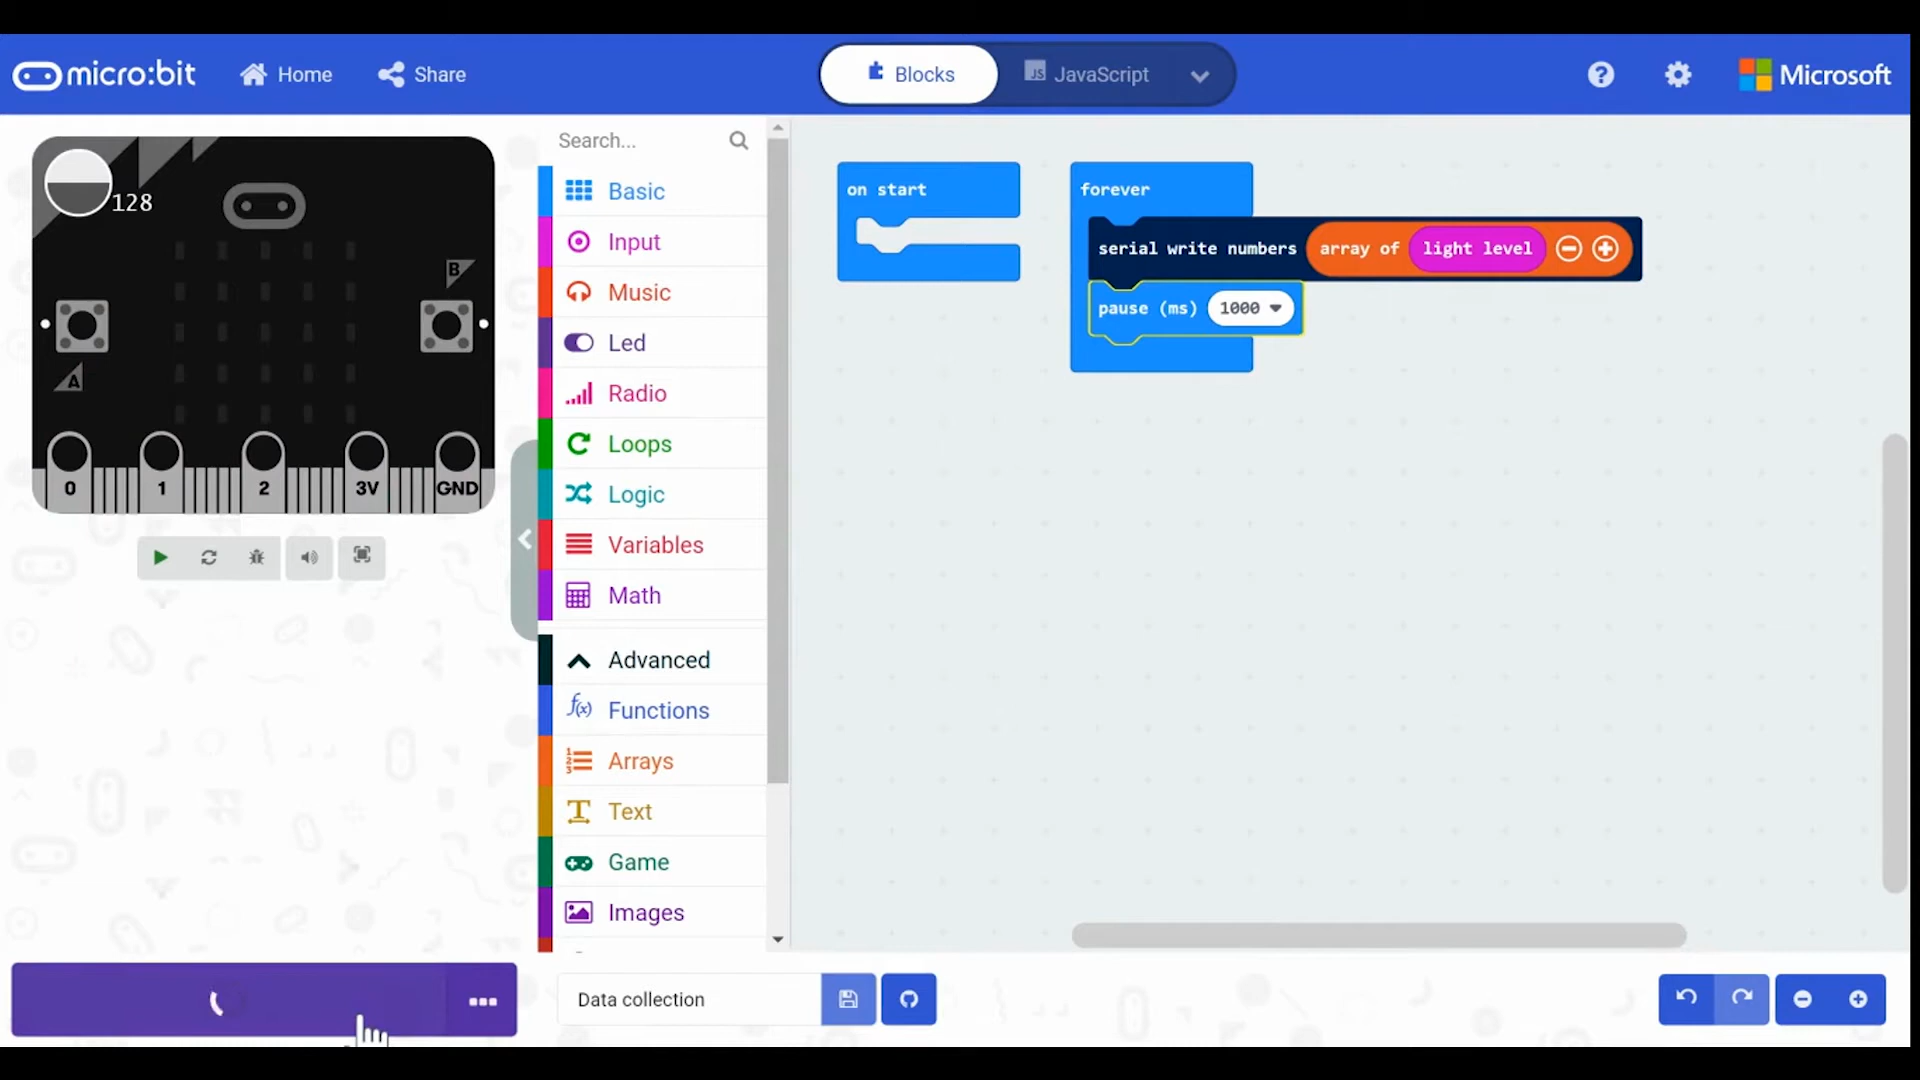 micro:bit
Home
Share
Blocks
JS JavaScript
Microsoft
128
B
A
0 1 2 3V GND
Search...
Basic
Input
Music
Led
Radio
Loops
Logic
Variables
Math
Advanced
f(x) Functions
Arrays
Text
Game
Images
on start
forever
serial write numbers array of light level
pause (ms) 1000
Data collection